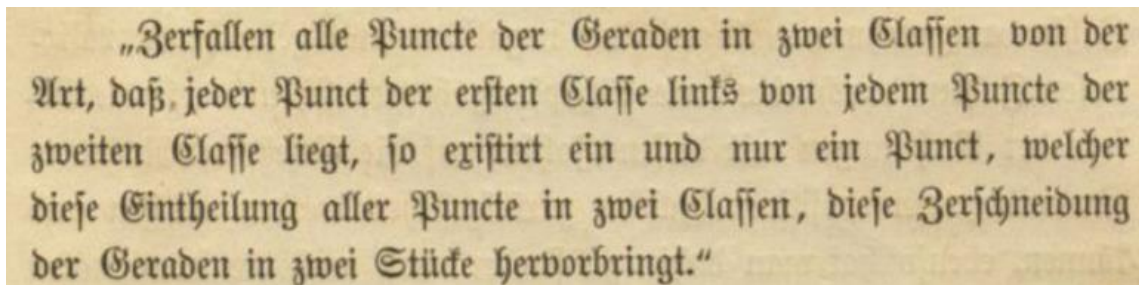 „Zerfallen alle Puncte der Geraden in zwei Classen von der
Art, daß jeder Punct der ersten Classe links von jedem Puncte der
zweiten Classe liegt, so existirt ein und nur ein Punct, welcher
diese Eintheilung aller Puncte in zwei Classen, diese Zerschneidung
der Geraden in zwei Stücke hervorbringt.“